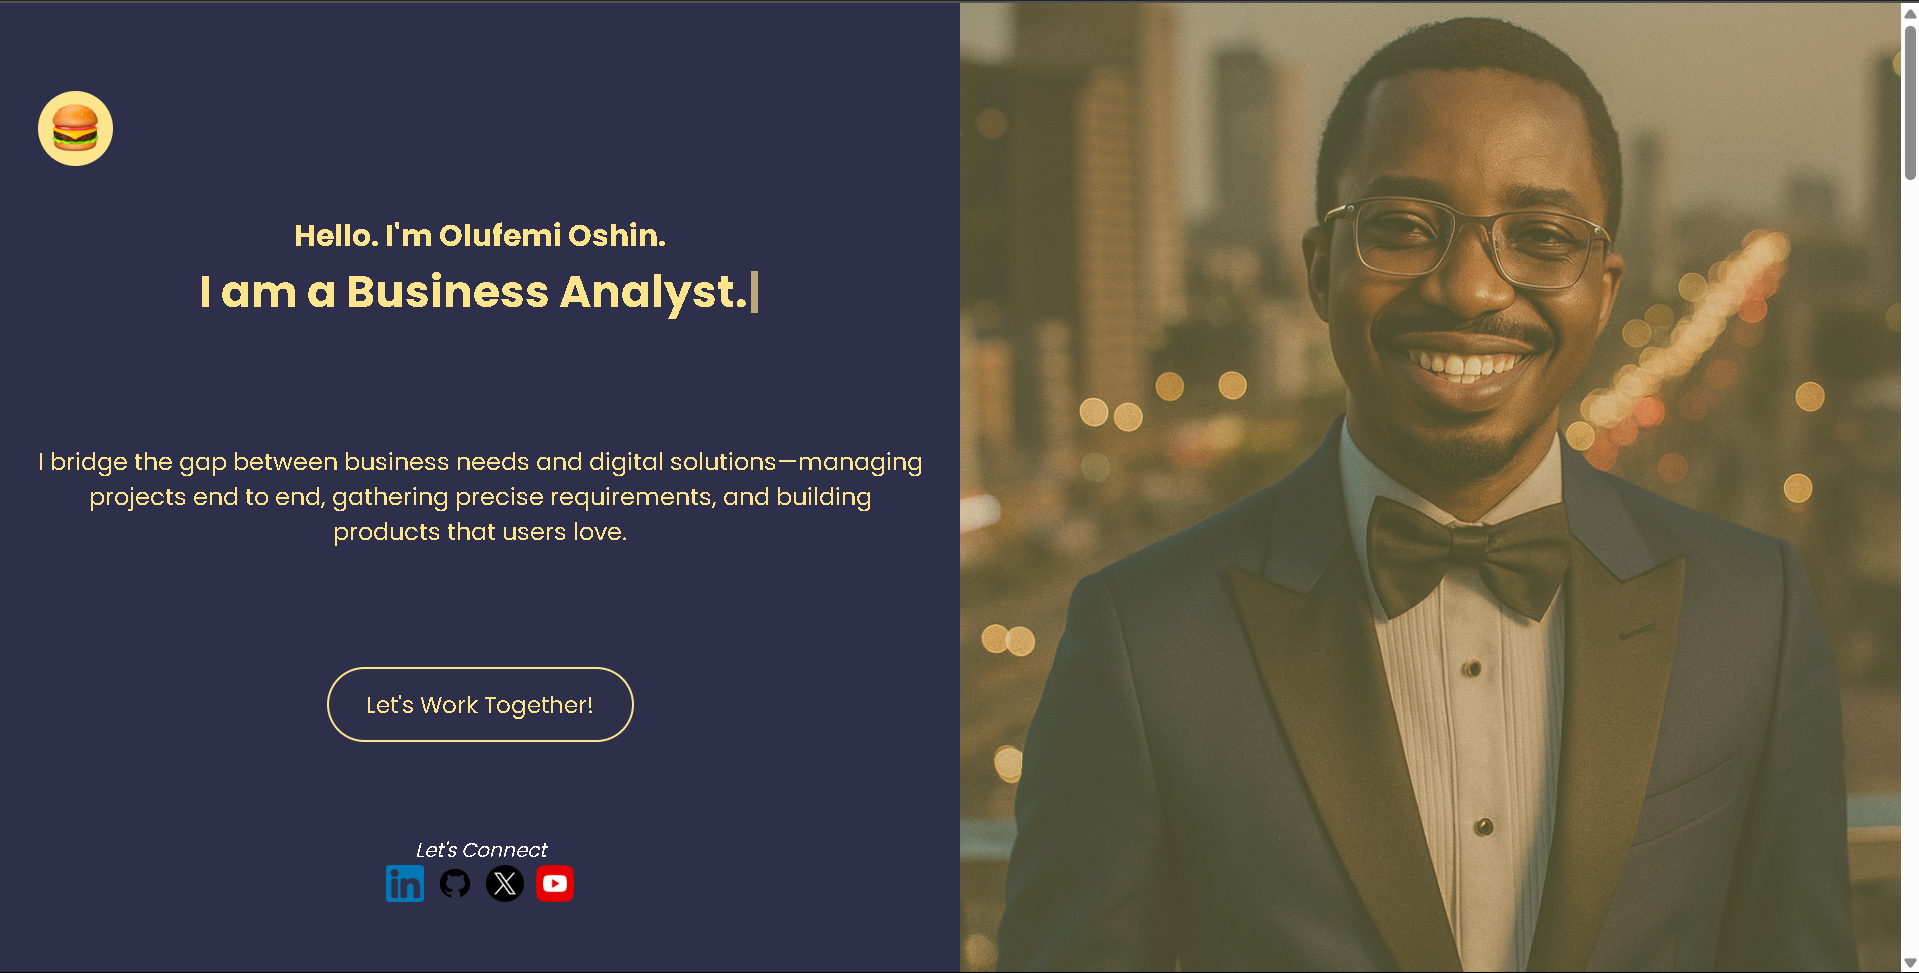 Hello. I'm Olufemi Oshin.
I am a Business Analyst.
I bridge the gap between business needs and digital solutions—managing
projects end to end, gathering precise requirements, and building
products that users love.
Let's Work Together!
Let's Connect
in
X